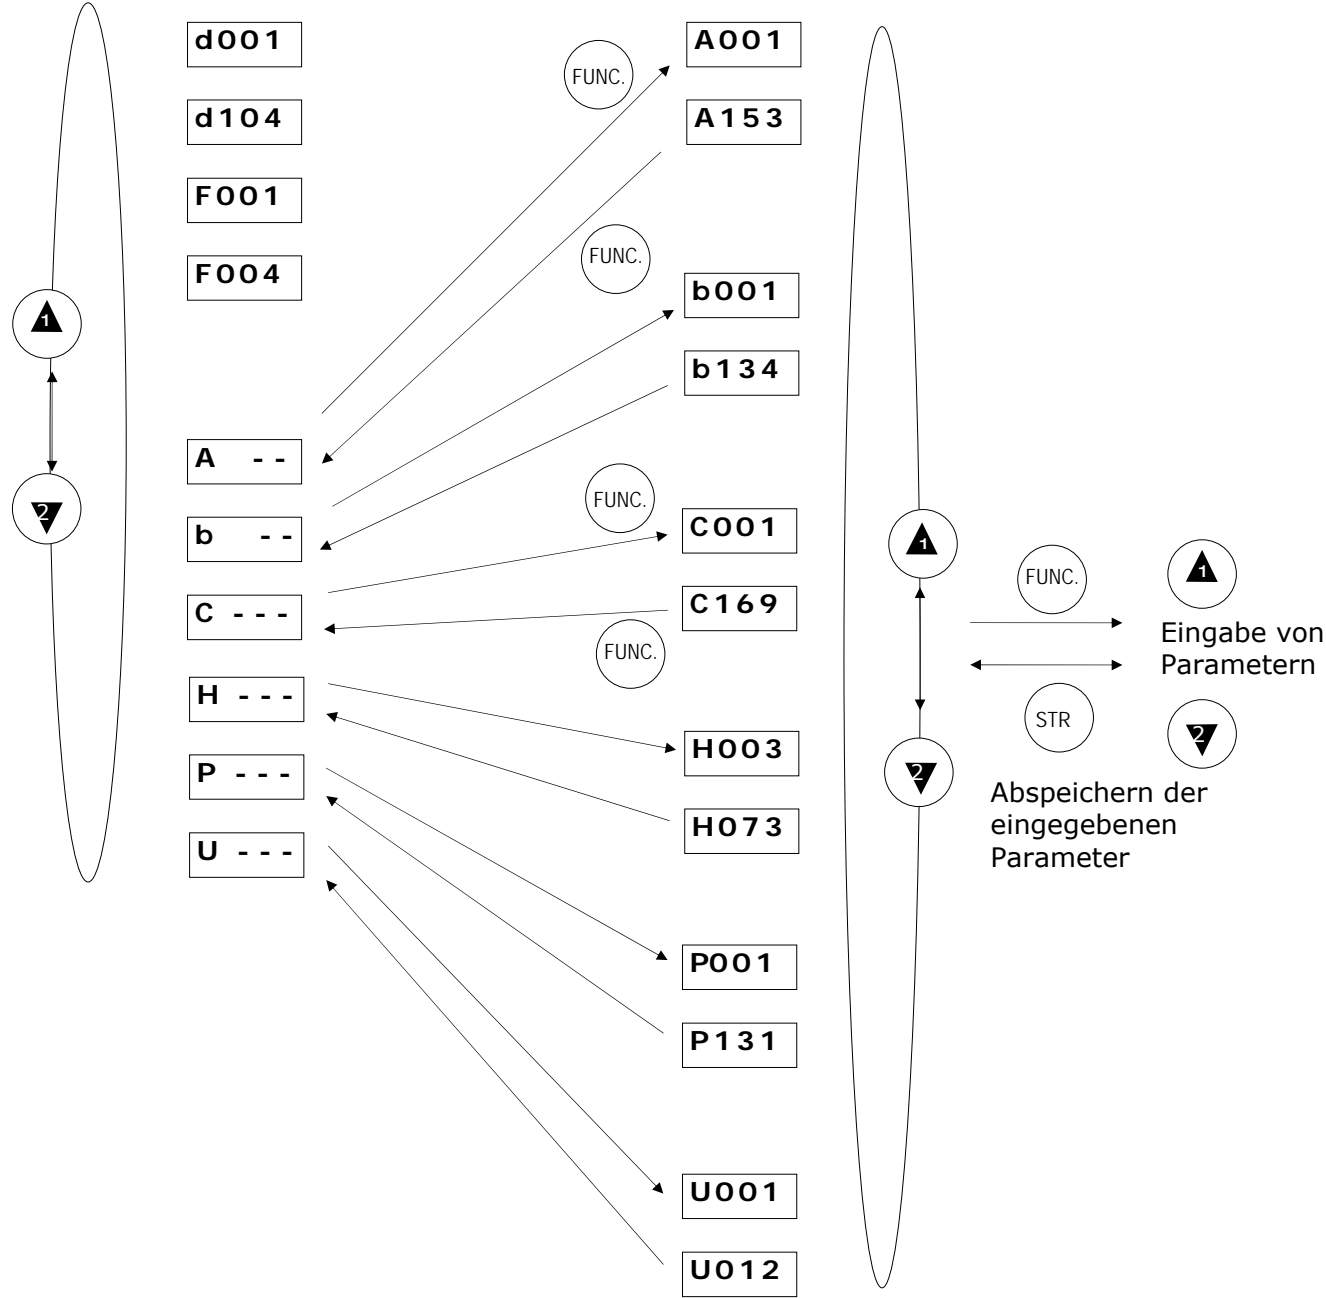 d001
d104
F001
F004
1
2
A --
b --
C ---
H ---
P ---
U ---
FUNC.
FUNC.
FUNC.
FUNC.
A001
A153
b001
b134
C001
C169
H003
H073
P001
P131
U001
U012
1
2
FUNC.
STR
1
Eingabe von
Parametern
2
Abspeichern der
eingegebenen
Parameter